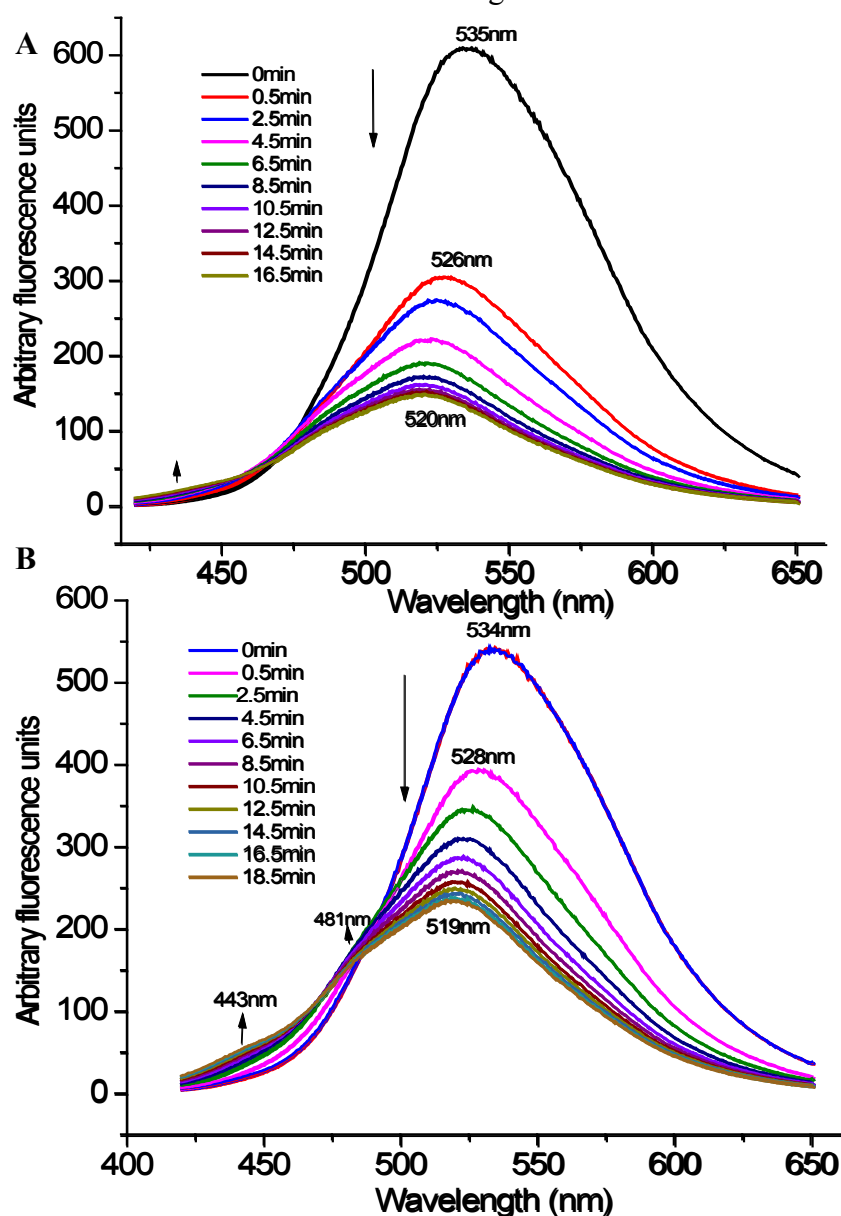 A
535nm
0min
0.5min
2.5min
4.5min
6.5min
8.5min
10.5min
12.5min
14.5min
16.5min
526nm
520nm
600
500
400
300
200
100
0
Arbitrary fluorescence units
450 500 550 600 650
Wavelength (nm)
B
534nm
0min
0.5min
2.5min
4.5min
6.5min
8.5min
10.5min
12.5min
14.5min
16.5min
18.5min
528nm
481nm
519nm
443nm
600
500
400
300
200
100
0
Arbitrary fluorescence units
400 450 500 550 600 650
Wavelength (nm)